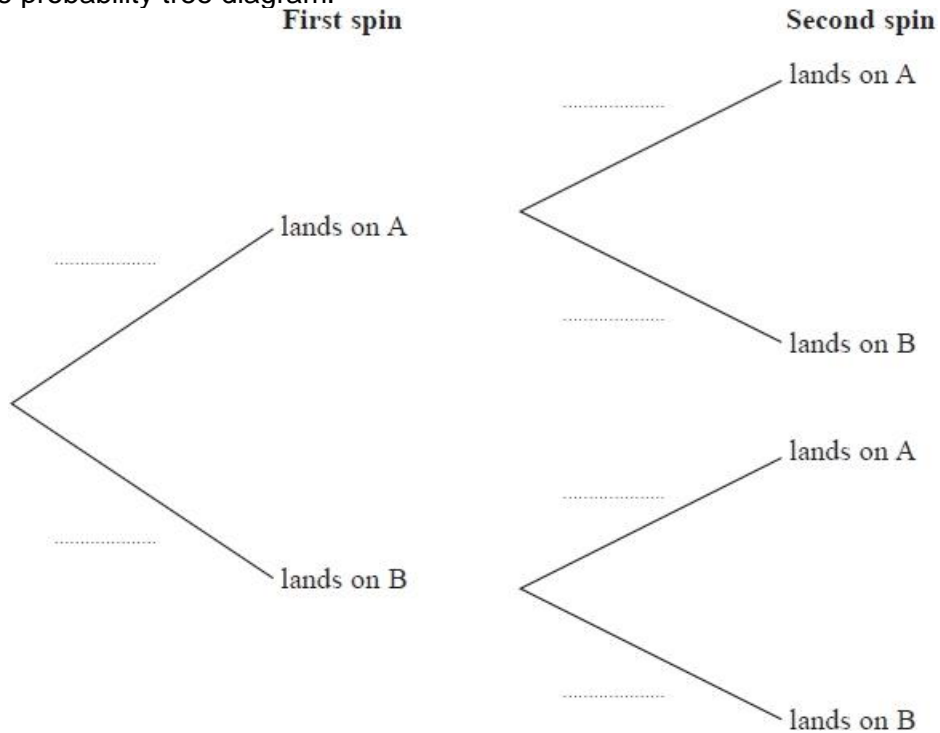 probability tree diagram.
First spin
Second spin
lands on A
lands on A
lands on B
lands on A
lands on B
lands on B